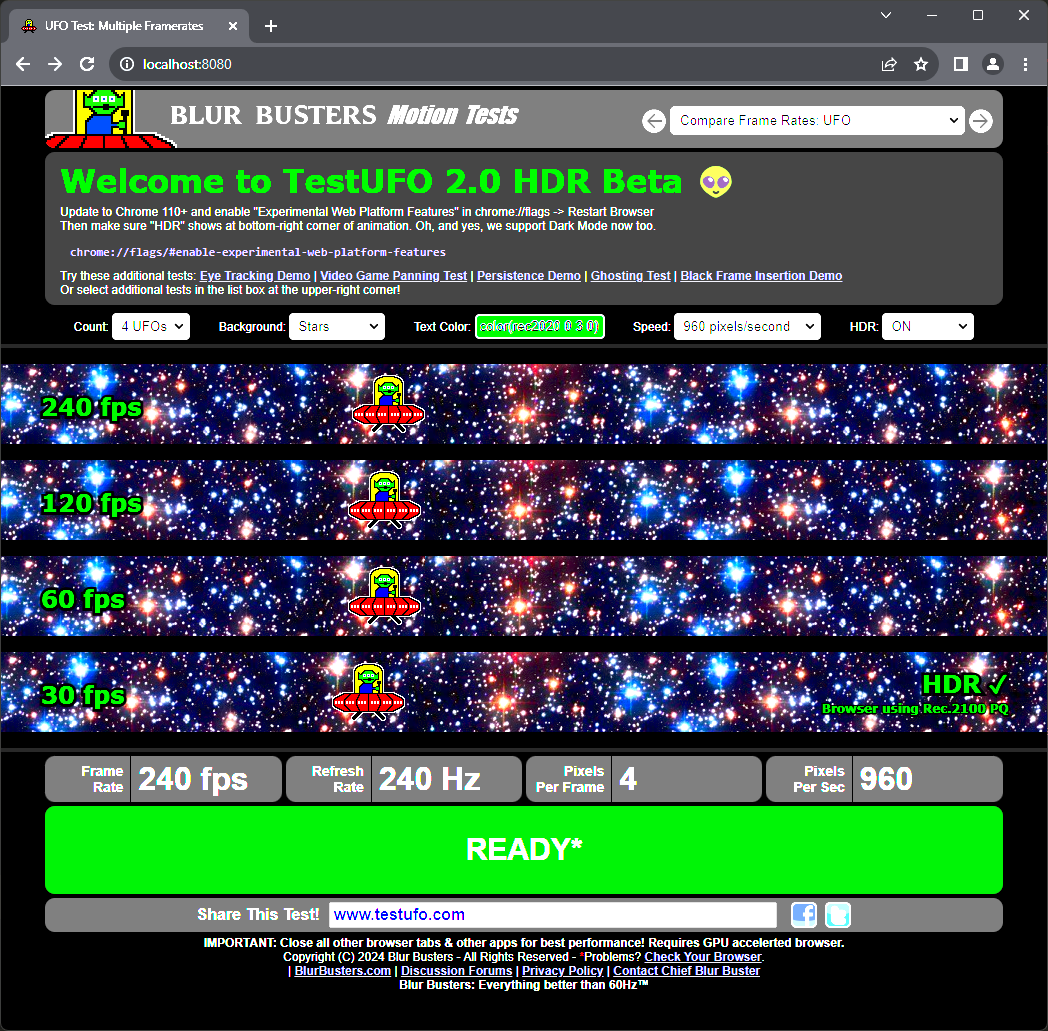 UFO Test: Multiple Framerates
localhost:8080
BLUR BUSTERS Motion Tests
Compare Frame Rates: UFO
Welcome to TestUFO 2.0 HDR Beta
Update to Chrome 110+ and enable "Experimental Web Platform Features" in chrome://flags -> Restart Browser
Then make sure "HDR" shows at bottom-right corner of animation. Oh, and yes, we support Dark Mode now too.
chrome://flags/#enable-experimental-web-platform-features
Try these additional tests: Eye Tracking Demo | Video Game Panning Test | Persistence Demo | Ghosting Test | Black Frame Insertion Demo
Or select additional tests in the list box at the upper-right corner!
Count: 4 UFOs Background: Stars Text Color: color(rec2020 0 3 0) Speed: 960 pixels/second HDR: ON
240 fps
120 fps
60 fps
30 fps
HDR ✓
Browser using Rec.2100 PQ
Frame Rate 240 fps Refresh Rate 240 Hz Pixels Per Frame 4 Pixels Per Sec 960
READY*
Share This Test! www.testufo.com
IMPORTANT: Close all other browser tabs & other apps for best performance! Requires GPU accelerted browser.
Copyright (C) 2024 Blur Busters - All Rights Reserved - *Problems? Check Your Browser.
| BlurBusters.com | Discussion Forums | Privacy Policy | Contact Chief Blur Buster
Blur Busters: Everything better than 60Hz™